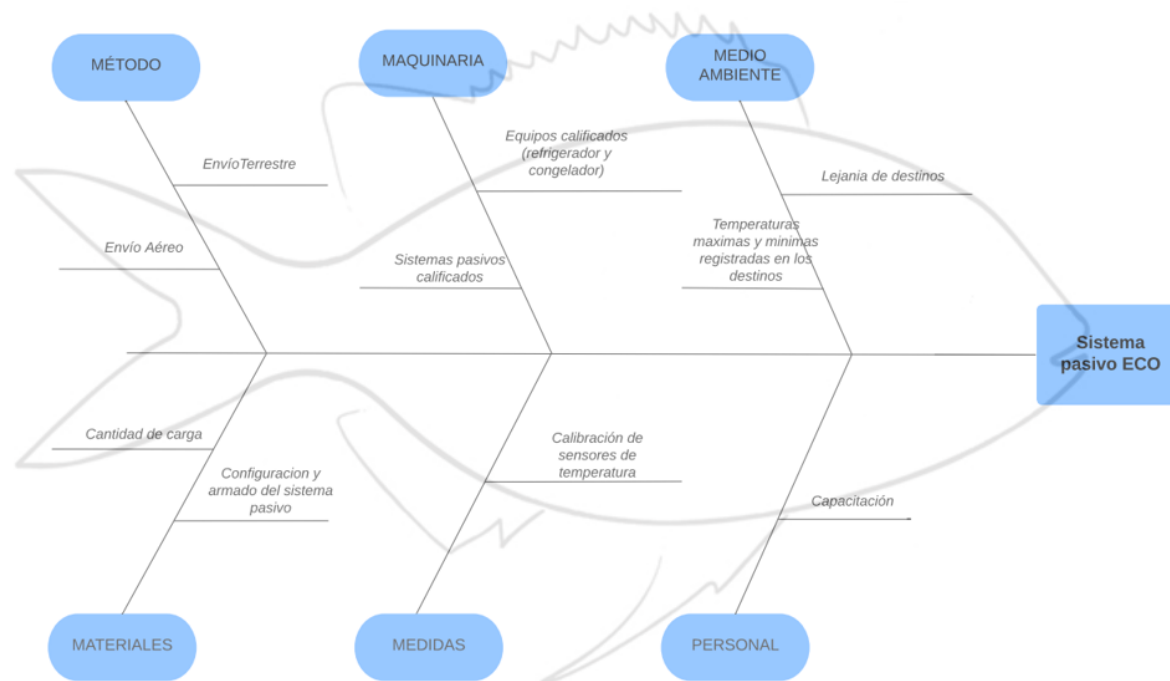 MÉTODO
MAQUINARIA
MEDIO
AMBIENTE
EnvíoTerrestre
Envío Aéreo
Equipos calificados
(refrigerador y
congelador)
Sistemas pasivos
calificados
Lejania de destinos
Temperaturas
maximas y minimas
registradas en los
destinos
Sistema
pasivo ECO
Cantidad de carga
Configuracion y
armado del sistema
pasivo
Calibración de
sensores de
temperatura
Capacitación
MATERIALES
MEDIDAS
PERSONAL